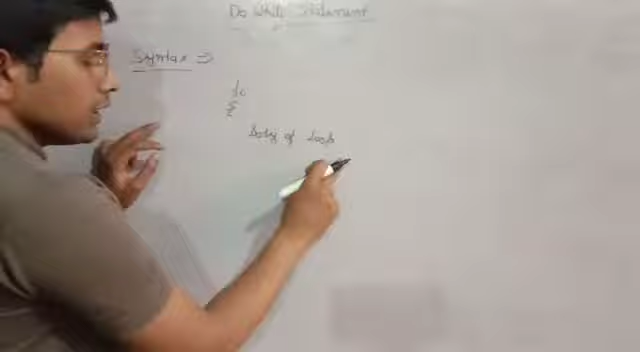 Do While Statement
Syntax ⇒
do
{
Body of loop